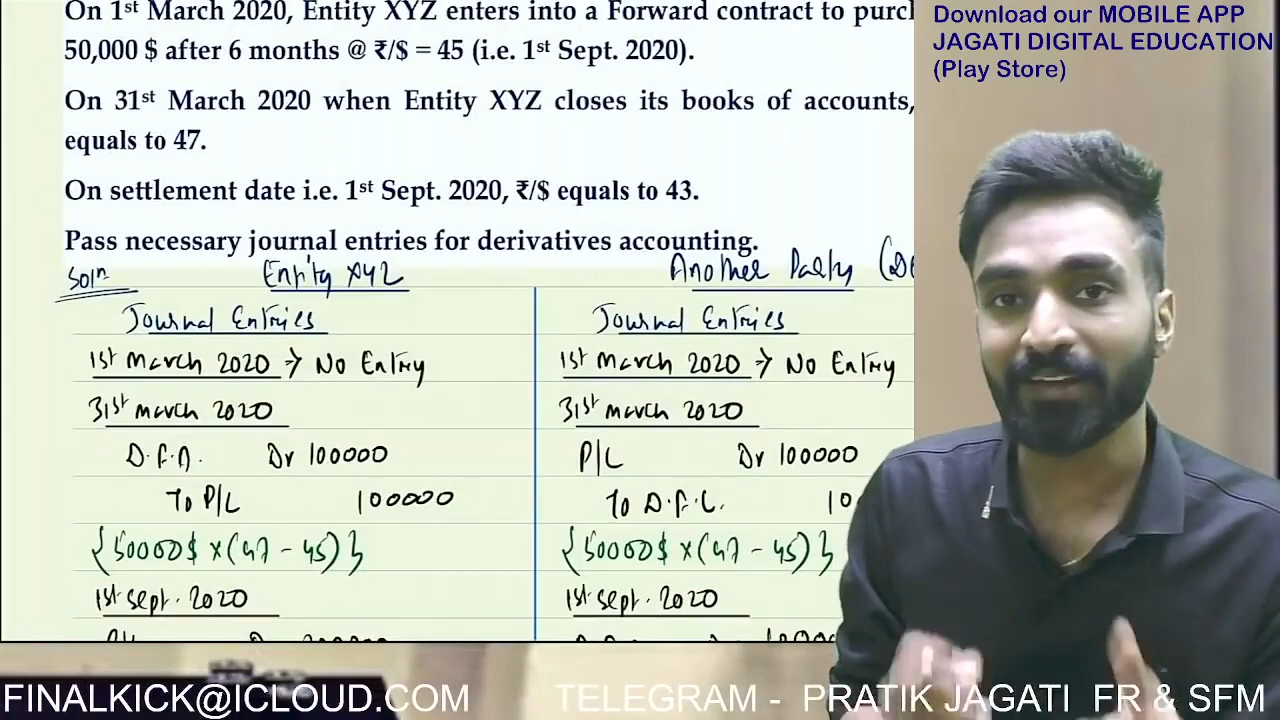 On 1st March 2020, Entity XYZ enters into a Forward contract to
50,000 $ after 6 months @ ₹/$ = 45 (i.e. 1st Sept. 2020).
On 31st March 2020 when Entity XYZ closes its books of accounts,
equals to 47.
On settlement date i.e. 1st Sept. 2020, ₹/$ equals to 43.
Pass necessary journal entries for derivatives accounting.
Soln
Entity XYZ
Journal Entries
1st March 2020 → No Entry
31st March 2020
D.F.A. Dr 100000
To P/L 100000
{50000$ x (47 - 45)}
1st Sept. 2020
Another Party
Journal Entries
1st March 2020 → No Entry
31st March 2020
P/L Dr 100000
To D.F.L.
{50000$ x (47 - 45)}
1st Sept. 2020
Download our MOBILE APP
JAGATI DIGITAL EDUCATION
(Play Store)
FINALKICK@ICLOUD.COM
TELEGRAM - PRATIK JAGATI FR & SFM